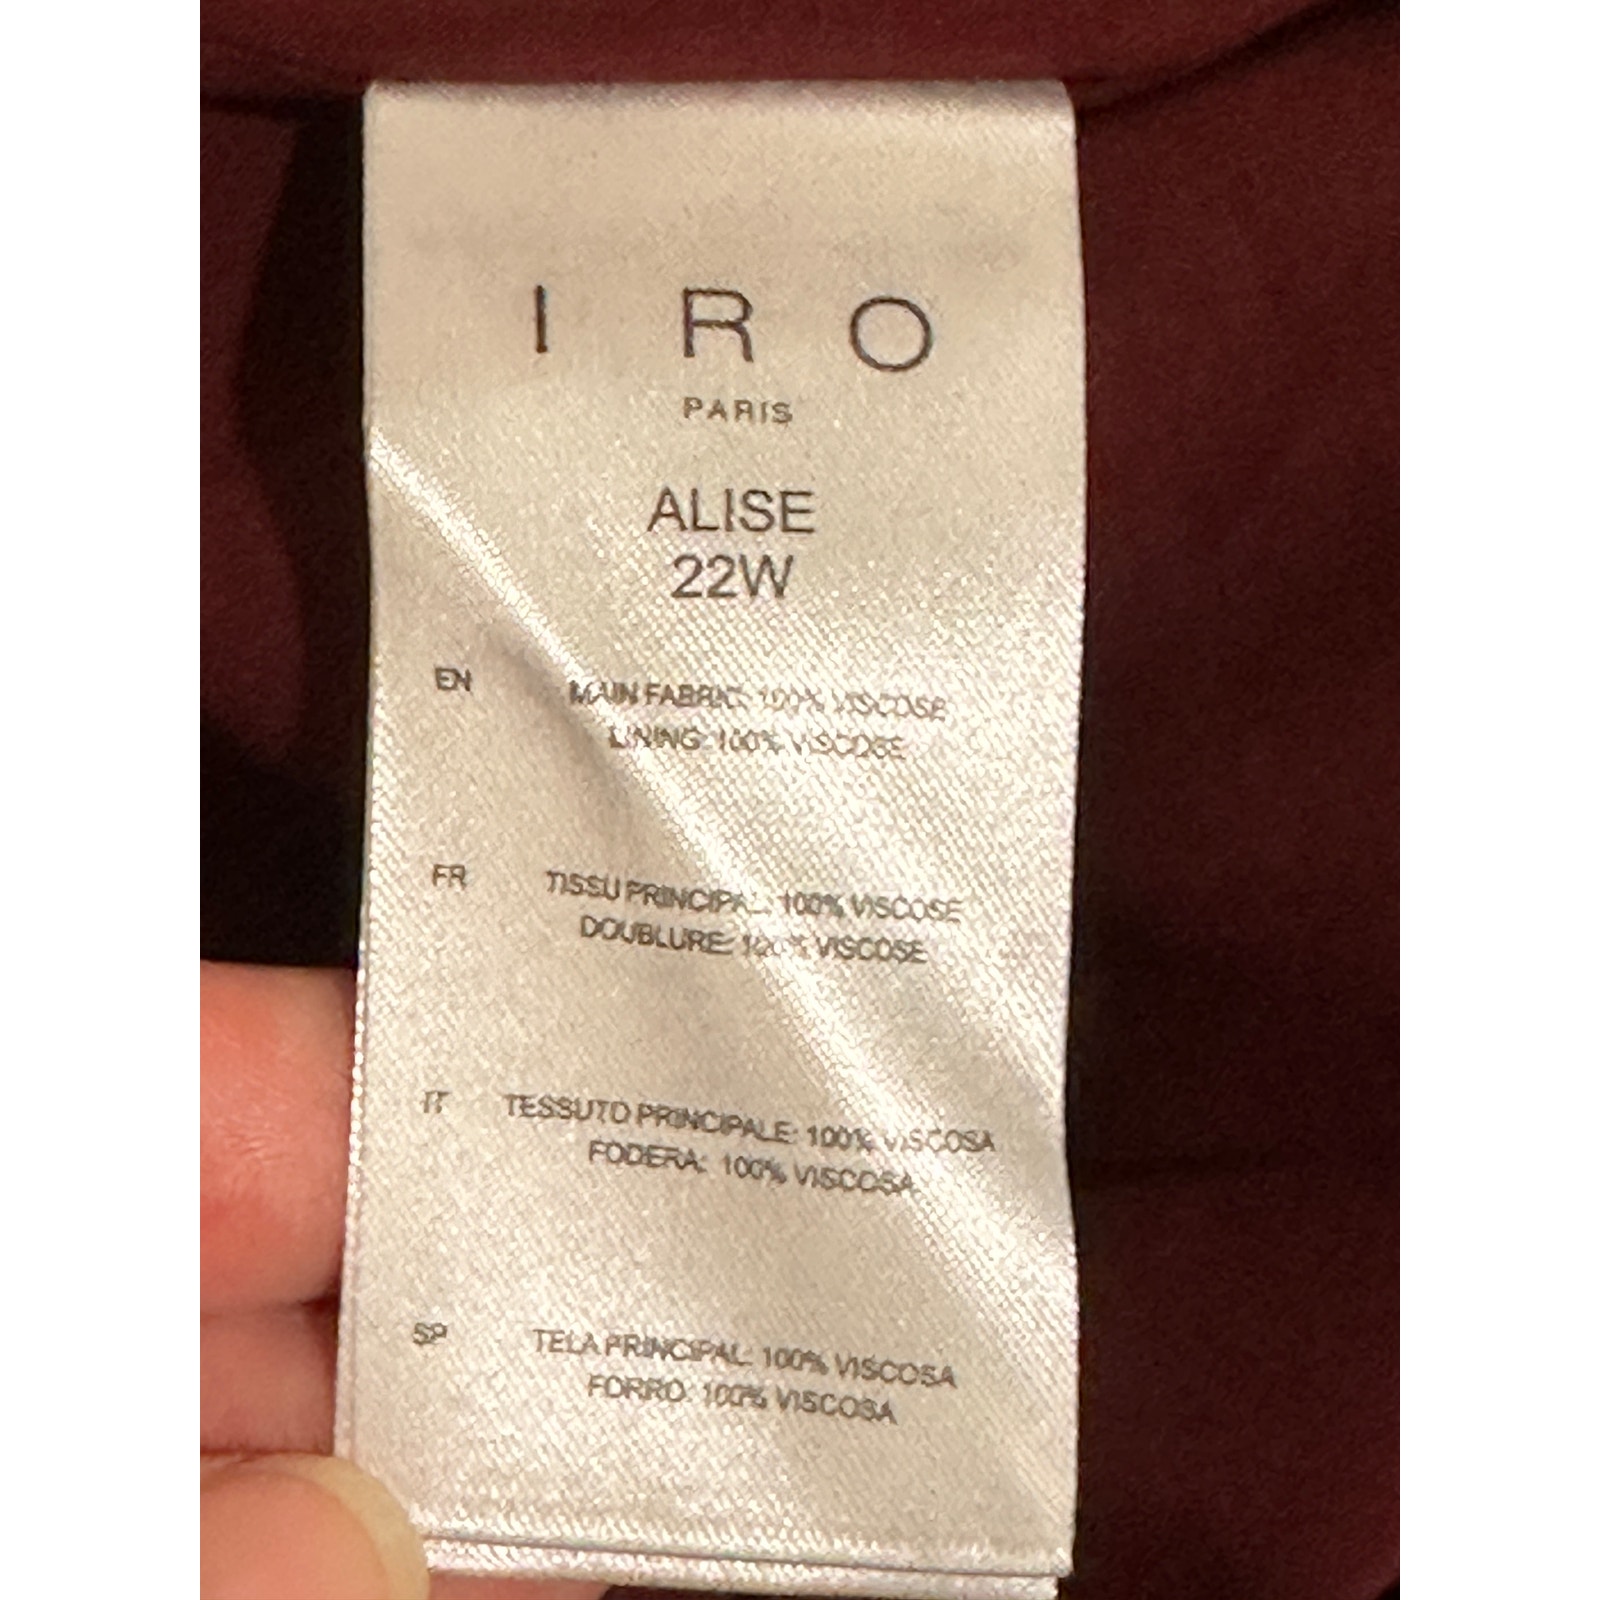 IRO
PARIS
ALISE
22W
EN
MAIN FABRIC: 100% VISCOSE
LINING: 100% VISCOSE
FR
TISSU PRINCIPAL: 100% VISCOSE
DOUBLURE: 100% VISCOSE
IT
TESSUTO PRINCIPALE: 100% VISCOSA
FODERA: 100% VISCOSA
SP
TELA PRINCIPAL: 100% VISCOSA
FORRO: 100% VISCOSA